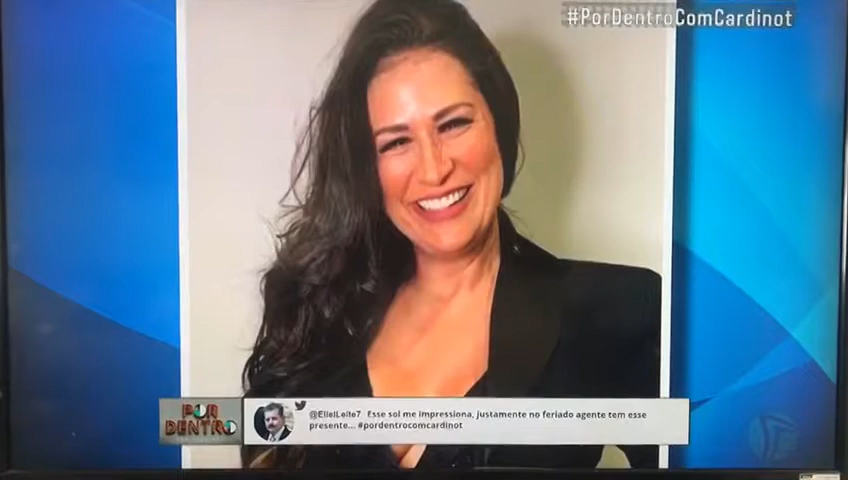 #PorDentroComCardinot
POR
DENTRO
@ElielLeite7 Esse sol me impressiona, justamente no feriado agente tem esse
presente... #pordentrocomcardinot